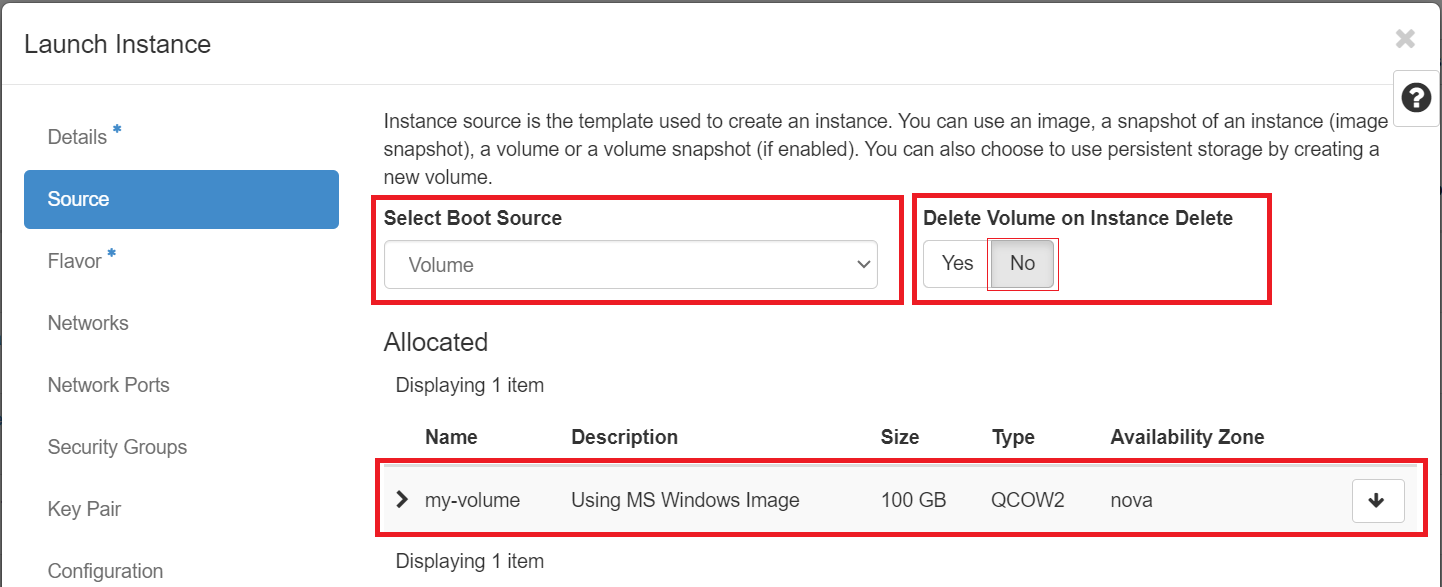 Launch Instance
Details *
Source
Flavor *
Networks
Network Ports
Security Groups
Key Pair
Configuration
Instance source is the template used to create an instance. You can use an image, a snapshot of an instance (image
snapshot), a volume or a volume snapshot (if enabled). You can also choose to use persistent storage by creating a
new volume.
Select Boot Source
Volume
Delete Volume on Instance Delete
Yes No
Allocated
Displaying 1 item
Name Description Size Type Availability Zone
my-volume Using MS Windows Image 100 GB QCOW2 nova
Displaying 1 item